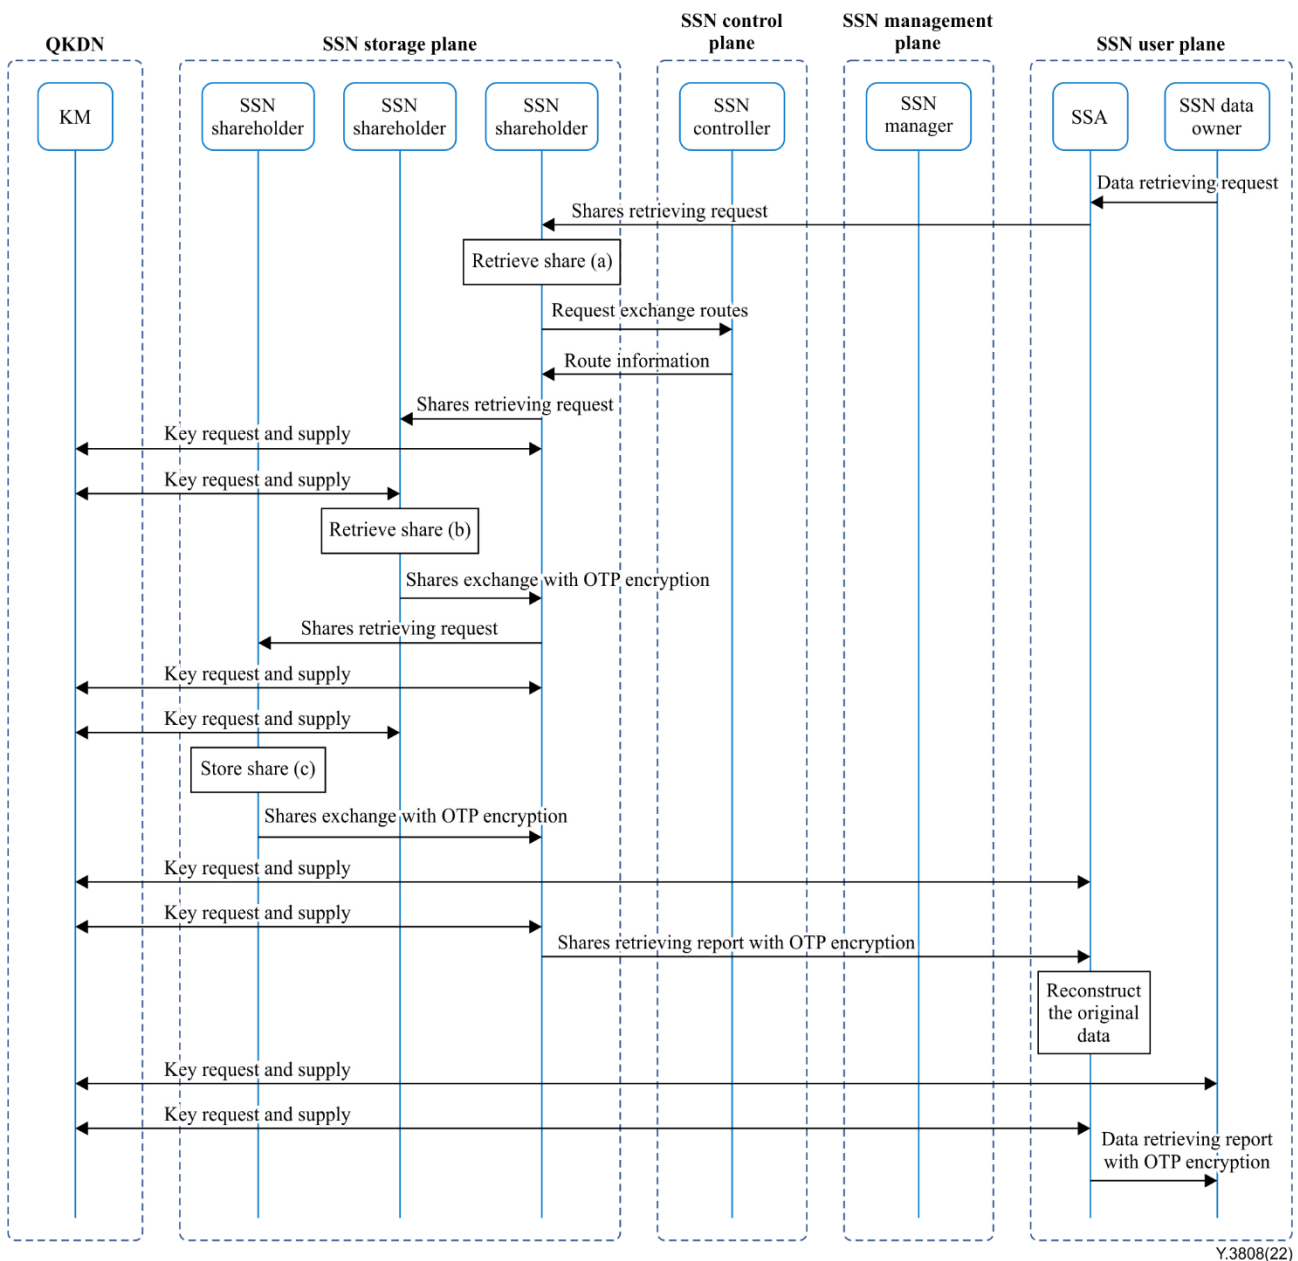 QKDN
SSN storage plane
SSN control
plane
SSN management
plane
SSN user plane
KM
SSN
shareholder
SSN
shareholder
SSN
shareholder
SSN
controller
SSN
manager
SSA
SSN data
owner
Data retrieving request
Shares retrieving request
Retrieve share (a)
Request exchange routes
Route information
Shares retrieving request
Key request and supply
Key request and supply
Retrieve share (b)
Shares exchange with OTP encryption
Shares retrieving request
Key request and supply
Key request and supply
Store share (c)
Shares exchange with OTP encryption
Key request and supply
Key request and supply
Shares retrieving report with OTP encryption
Reconstruct
the original
data
Key request and supply
Key request and supply
Data retrieving report
with OTP encryption
Y.3808(22)